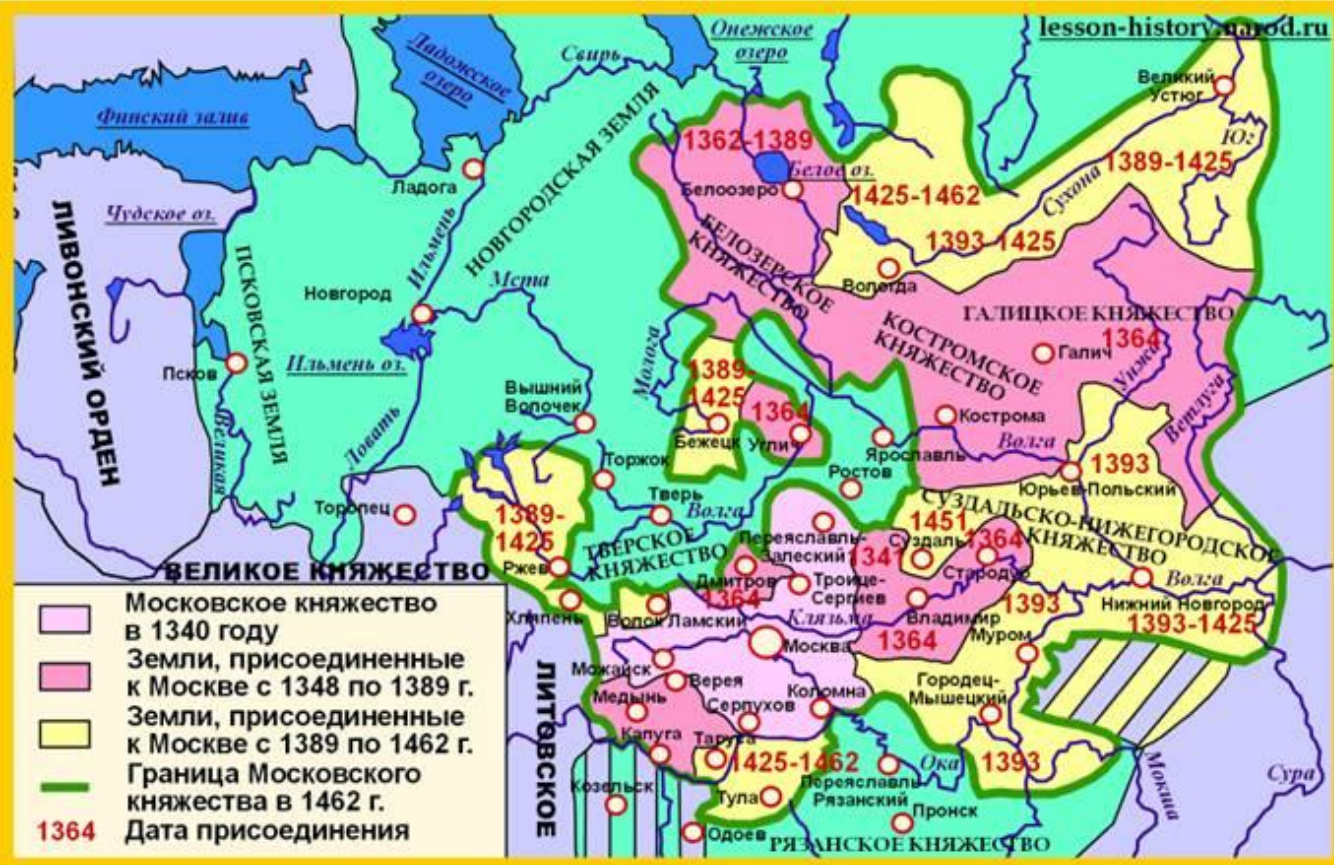 lesson-history.narod.ru
Онежское
озеро
Ладожское
озеро
Свирь
Великий
Устюг
Финский залив
Юг
1362-1389
1389-1425
Белое оз.
Ладога
Белоозеро
1425-1462
Сухона
Чудское оз.
НОВГОРОДСКАЯ ЗЕМЛЯ
Ильмень
БЕЛОЗЕРСКОЕ
КНЯЖЕСТВО
1393-1425
Вологда
ЛИВОНСКИЙ ОРДЕН
ПСКОВСКАЯ ЗЕМЛЯ
Новгород
Мста
ГАЛИЦКОЕ КНЯЖЕСТВО
1364
КОСТРОМСКОЕ
КНЯЖЕСТВО
Галич
Унжа
Псков
Ильмень оз.
Молога
1389-
1425
Вышний
Волочек
Ветлуга
1364
Кострома
Великая
Ловать
Бежецк
Углич
Ярославль
Волга
1393
Торжок
Ростов
Юрьев-Польский
Торопец
Тверь
Волга
СУЗДАЛЬСКО-НИЖЕГОРОДСКОЕ
КНЯЖЕСТВО
1389-
1425
1451
Переяславль-
Залеский
Суздаль
1364
ТВЕРСКОЕ
КНЯЖЕСТВО
134
Ржев
Дмитров
Троице-
Сергиев
Стародуб
Волга
ВЕЛИКОЕ КНЯЖЕСТВО
1364
Владимир
1393
Нижний Новгород
1393-1425
Хлепень
Волок Ламский
Клязьма
1364
Муром
Москва
ЛИТОВСКОЕ
Можайск
Верея
Медынь
Серпухов
Коломна
Городец-
Мышецкий
Капуга
Таруса
1425-1462
Ока
1393
Козельск
Переяславль-
Рязанский
Мокша
Сура
Тула
Пронск
Одоев
РЯЗАНСКОЕ КНЯЖЕСТВО
Московское княжество
в 1340 году
Земли, присоединенные
к Москве с 1348 по 1389 г.
Земли, присоединенные
к Москве с 1389 по 1462 г.
Граница Московского
княжества в 1462 г.
1364 Дата присоединения